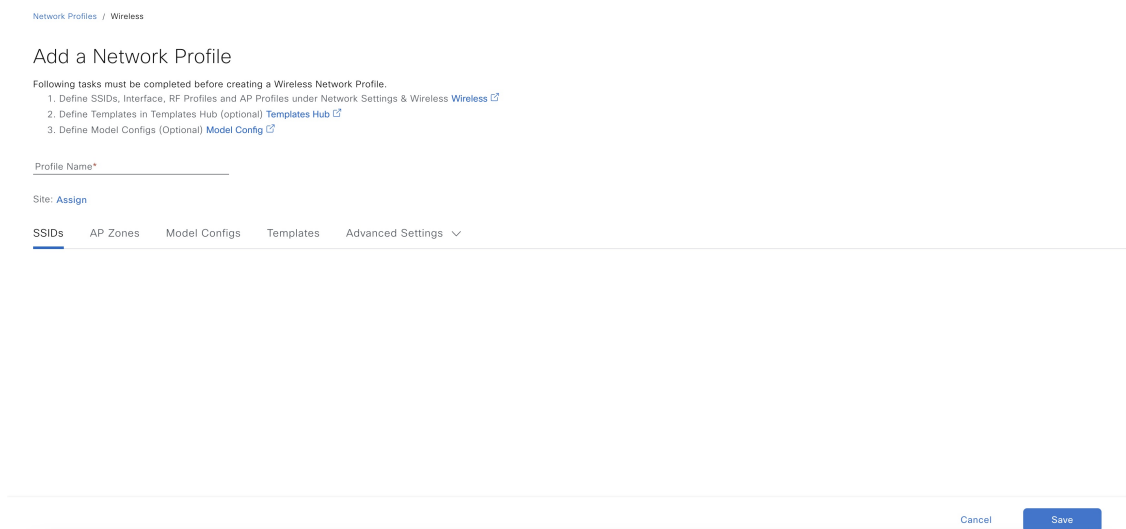 Network Profiles / Wireless
Add a Network Profile
Following tasks must be completed before creating a Wireless Network Profile.
1. Define SSIDs, Interface, RF Profiles and AP Profiles under Network Settings & Wireless Wireless
2. Define Templates in Templates Hub (optional) Templates Hub
3. Define Model Configs (Optional) Model Config
Profile Name*
Site: Assign
SSIDs AP Zones Model Configs Templates Advanced Settings
Cancel Save